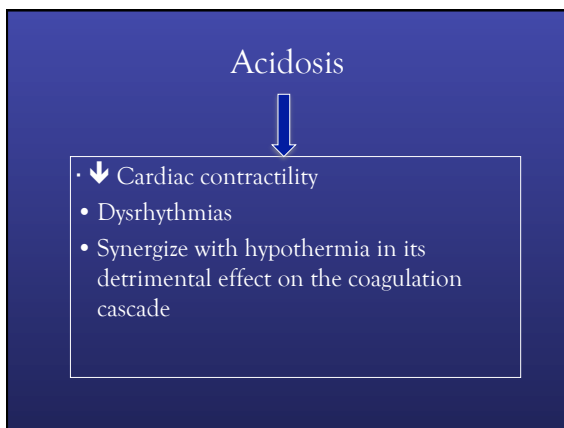 Acidosis
· 🡻 Cardiac contractility
• Dysrhythmias
• Synergize with hypothermia in its
detrimental effect on the coagulation
cascade